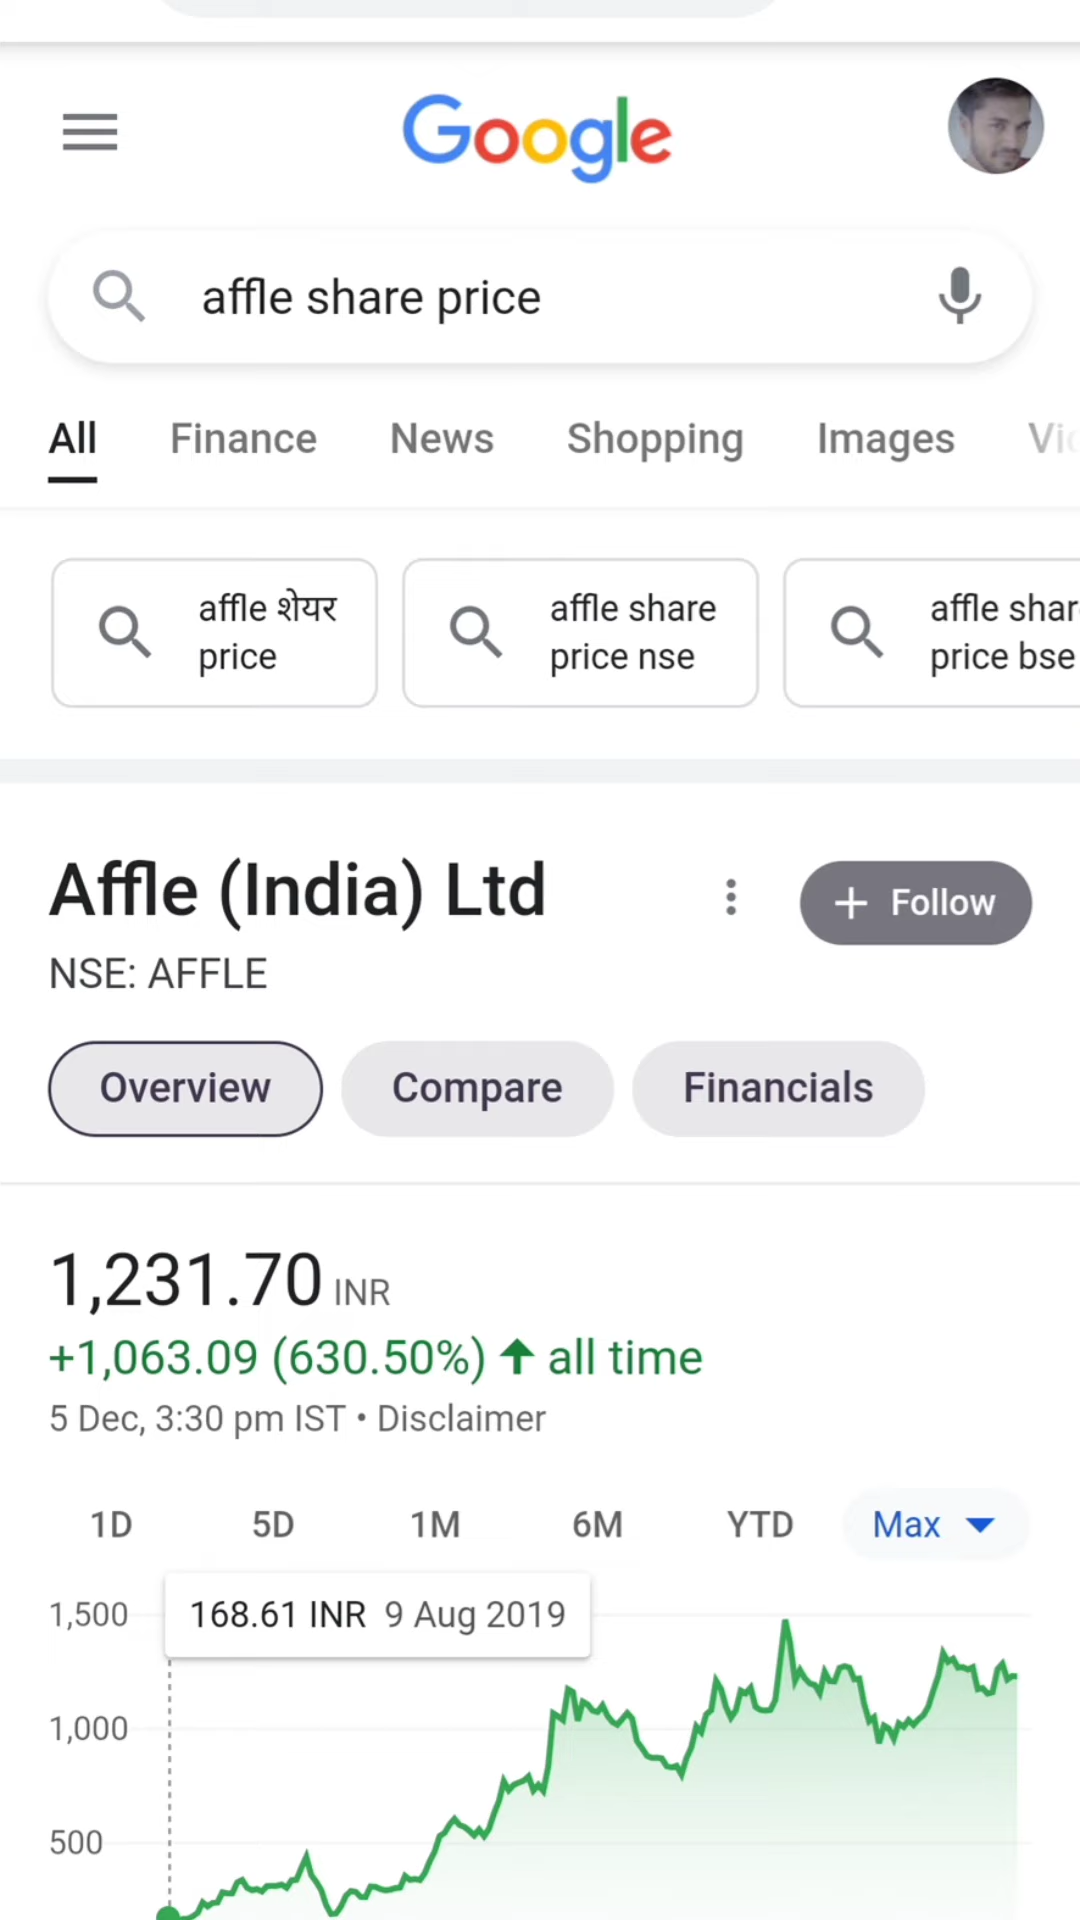 Google
affle share price
All Finance News Shopping Images Vic
affle शेयर price
affle share price nse
affle shar price bse
Affle (India) Ltd
+ Follow
NSE: AFFLE
Overview Compare Financials
1,231.70 INR
+1,063.09 (630.50%) ↑ all time
5 Dec, 3:30 pm IST • Disclaimer
1D 5D 1M 6M YTD Max
168.61 INR 9 Aug 2019
1,500
1,000
500